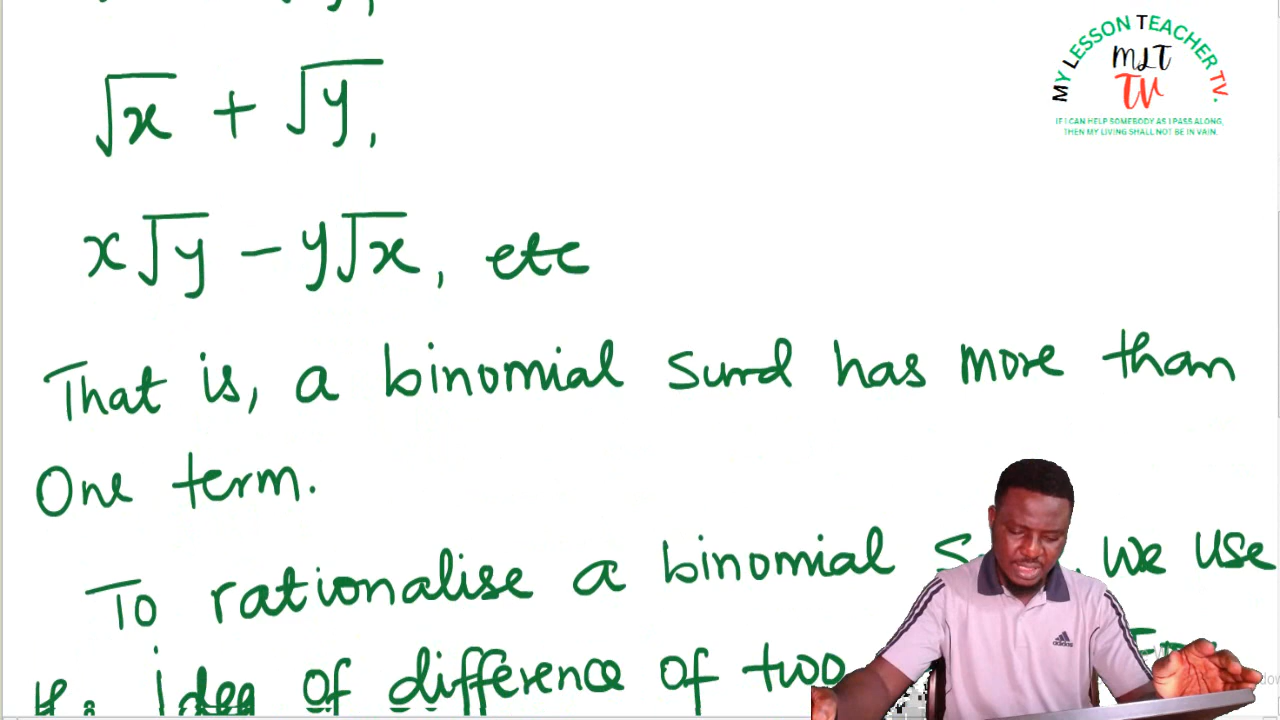 √x + √y,
MY LESSON TEACHER TV.
MLT
TV
IF I CAN HELP SOMEBODY AS I PASS ALONG,
THEN MY LIVING SHALL NOT BE IN VAIN.
x√y - y√x, etc
That is, a binomial surd has more than
One term.
To rationalise a binomial we use
idea of difference of two
adidas